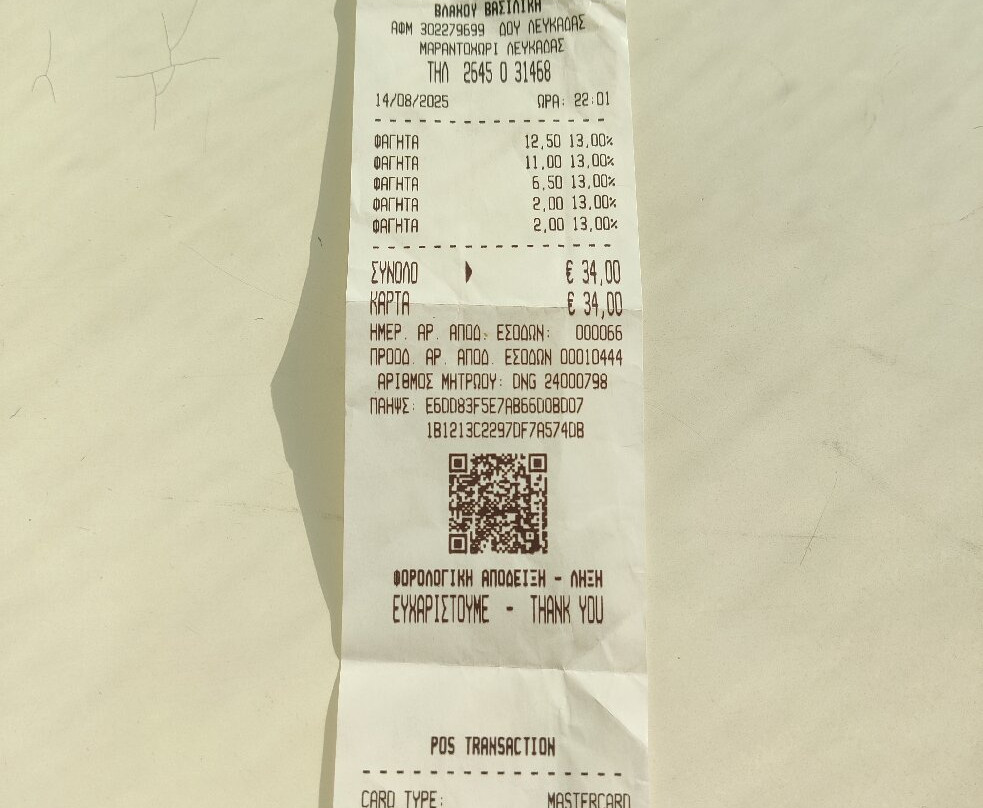 ΒΛΑΧΟΥ ΒΑΣΙΛΙΚΗ
ΑΦΜ 302279699 ΔΟΥ ΛΕΥΚΑΔΑΣ
ΜΑΡΑΝΤΟΧΩΡΙ ΛΕΥΚΑΔΑΣ
ΤΗΛ 2645 0 31468
14/08/2025 ΩΡΑ: 22:01
ΦΑΓΗΤΑ 12,50 13,00%
ΦΑΓΗΤΑ 11,00 13,00%
ΦΑΓΗΤΑ 6,50 13,00%
ΦΑΓΗΤΑ 2,00 13,00%
ΦΑΓΗΤΑ 2,00 13,00%
ΣΥΝΟΛΟ € 34,00
ΚΑΡΤΑ € 34,00
ΗΜΕΡ. ΑΡ. ΑΠΟΔ. ΕΣΟΔΩΝ: 000066
ΠΡΟΟΔ. ΑΡ. ΑΠΟΔ. ΕΣΟΔΩΝ 00010444
ΑΡΙΘΜΟΣ ΜΗΤΡΩΟΥ: DNG 24000798
ΠΑΗΨΣ: E6DD83F5E7AB66D0BD07
1B1213C2297DF7A574DB
ΦΟΡΟΛΟΓΙΚΗ ΑΠΟΔΕΙΞΗ - ΛΗΞΗ
ΕΥΧΑΡΙΣΤΟΥΜΕ - THANK YOU
POS TRANSACTION
CARD TYPE: MASTERCARD